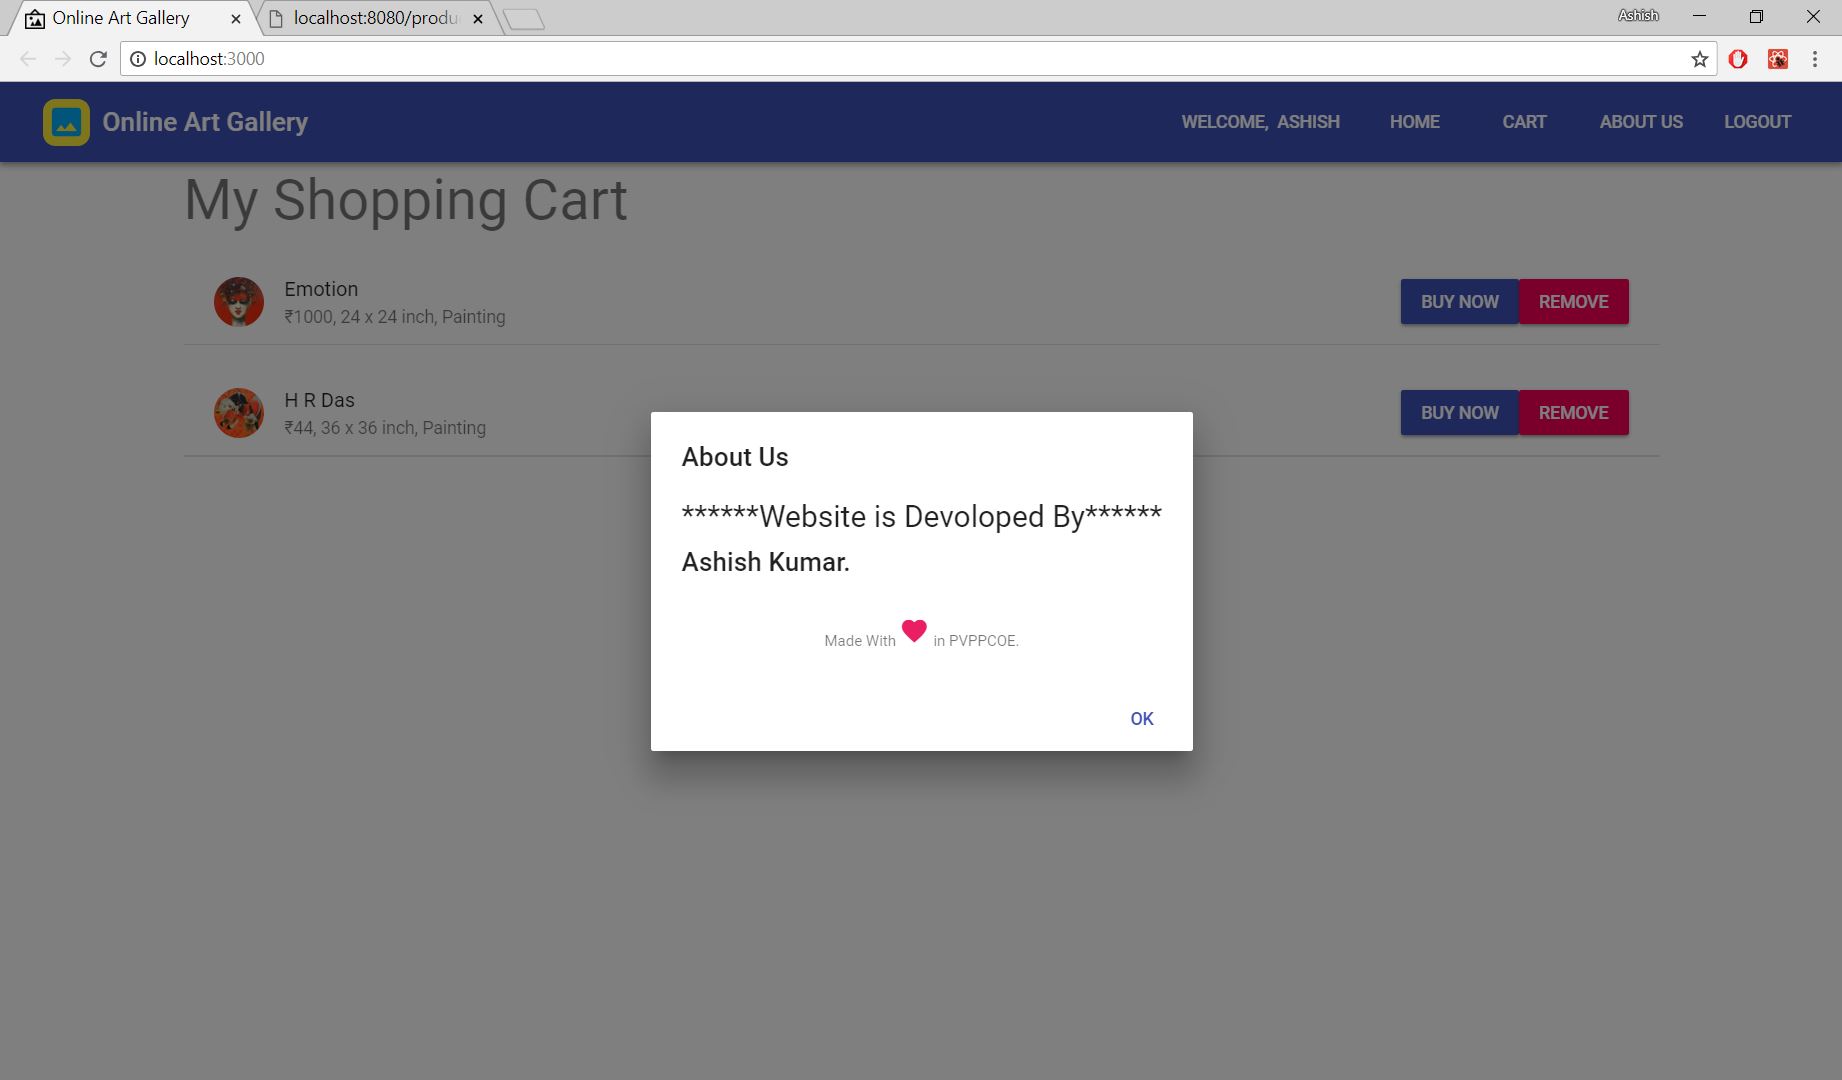 Online Art Gallery
localhost:8080/produ
Ashish
localhost:3000
Online Art Gallery
WELCOME, ASHISH
HOME
CART
ABOUT US
LOGOUT
My Shopping Cart
Emotion
₹1000, 24 x 24 inch, Painting
BUY NOW
REMOVE
H R Das
₹44, 36 x 36 inch, Painting
BUY NOW
REMOVE
About Us
******Website is Devoloped By******
Ashish Kumar.
Made With in PVPPCOE.
OK